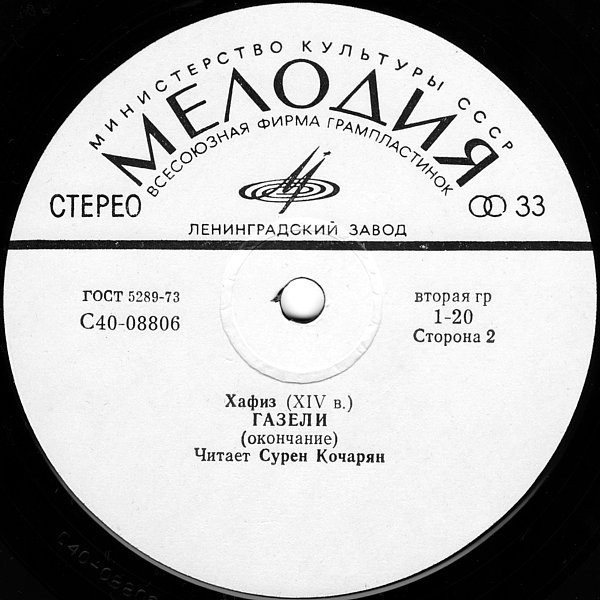 МИНИСТЕРСТВО КУЛЬТУРЫ СССР
МЕЛОДИЯ
ВСЕСОЮЗНАЯ ФИРМА ГРАМПЛАСТИНОК
СТЕРЕО
33
ЛЕНИНГРАДСКИЙ ЗАВОД
ГОСТ 5289-73
С40-08806
вторая гр
1-20
Сторона 2
Хафиз (XIV в.)
ГАЗЕЛИ
(окончание)
Читает Сурен Кочарян